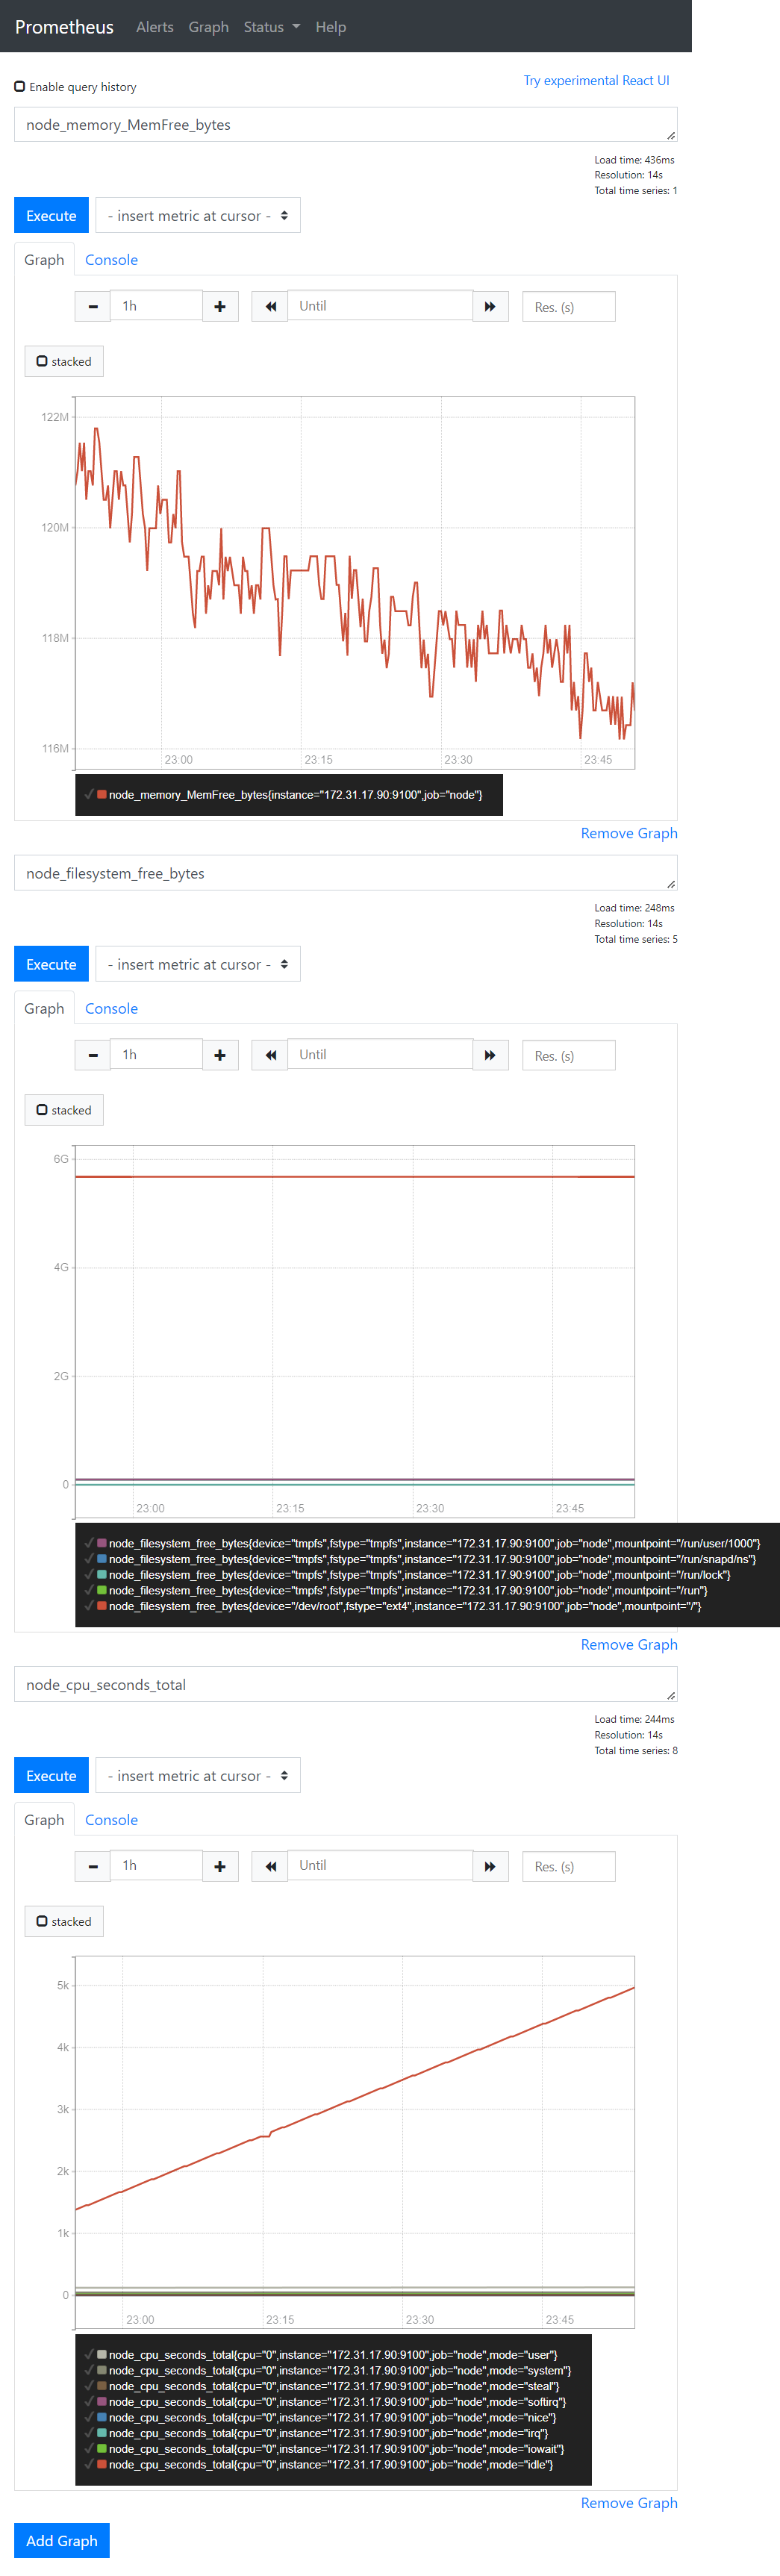 Prometheus Alerts Graph Status Help
Enable query history
Try experimental React UI
node_memory_MemFree_bytes
Load time: 436ms
Resolution: 14s
Total time series: 1
Execute - insert metric at cursor -
Graph Console
1h Until Res. (s)
stacked
122M
120M
118M
116M
23:00 23:15 23:30 23:45
node_memory_MemFree_bytes{instance="172.31.17.90:9100",job="node"}
Remove Graph
node_filesystem_free_bytes
Load time: 248ms
Resolution: 14s
Total time series: 5
Execute - insert metric at cursor -
Graph Console
1h Until Res. (s)
stacked
6G
4G
2G
0
23:00 23:15 23:30 23:45
node_filesystem_free_bytes{device="tmpfs",fstype="tmpfs",instance="172.31.17.90:9100",job="node",mountpoint="/run/user/1000"}
node_filesystem_free_bytes{device="tmpfs",fstype="tmpfs",instance="172.31.17.90:9100",job="node",mountpoint="/run/snapd/ns"}
node_filesystem_free_bytes{device="tmpfs",fstype="tmpfs",instance="172.31.17.90:9100",job="node",mountpoint="/run/lock"}
node_filesystem_free_bytes{device="tmpfs",fstype="tmpfs",instance="172.31.17.90:9100",job="node",mountpoint="/run"}
node_filesystem_free_bytes{device="/dev/root",fstype="ext4",instance="172.31.17.90:9100",job="node",mountpoint="/"}
Remove Graph
node_cpu_seconds_total
Load time: 244ms
Resolution: 14s
Total time series: 8
Execute - insert metric at cursor -
Graph Console
1h Until Res. (s)
stacked
5k
4k
3k
2k
1k
0
23:00 23:15 23:30 23:45
node_cpu_seconds_total{cpu="0",instance="172.31.17.90:9100",job="node",mode="user"}
node_cpu_seconds_total{cpu="0",instance="172.31.17.90:9100",job="node",mode="system"}
node_cpu_seconds_total{cpu="0",instance="172.31.17.90:9100",job="node",mode="steal"}
node_cpu_seconds_total{cpu="0",instance="172.31.17.90:9100",job="node",mode="softirq"}
node_cpu_seconds_total{cpu="0",instance="172.31.17.90:9100",job="node",mode="nice"}
node_cpu_seconds_total{cpu="0",instance="172.31.17.90:9100",job="node",mode="irq"}
node_cpu_seconds_total{cpu="0",instance="172.31.17.90:9100",job="node",mode="iowait"}
node_cpu_seconds_total{cpu="0",instance="172.31.17.90:9100",job="node",mode="idle"}
Remove Graph
Add Graph